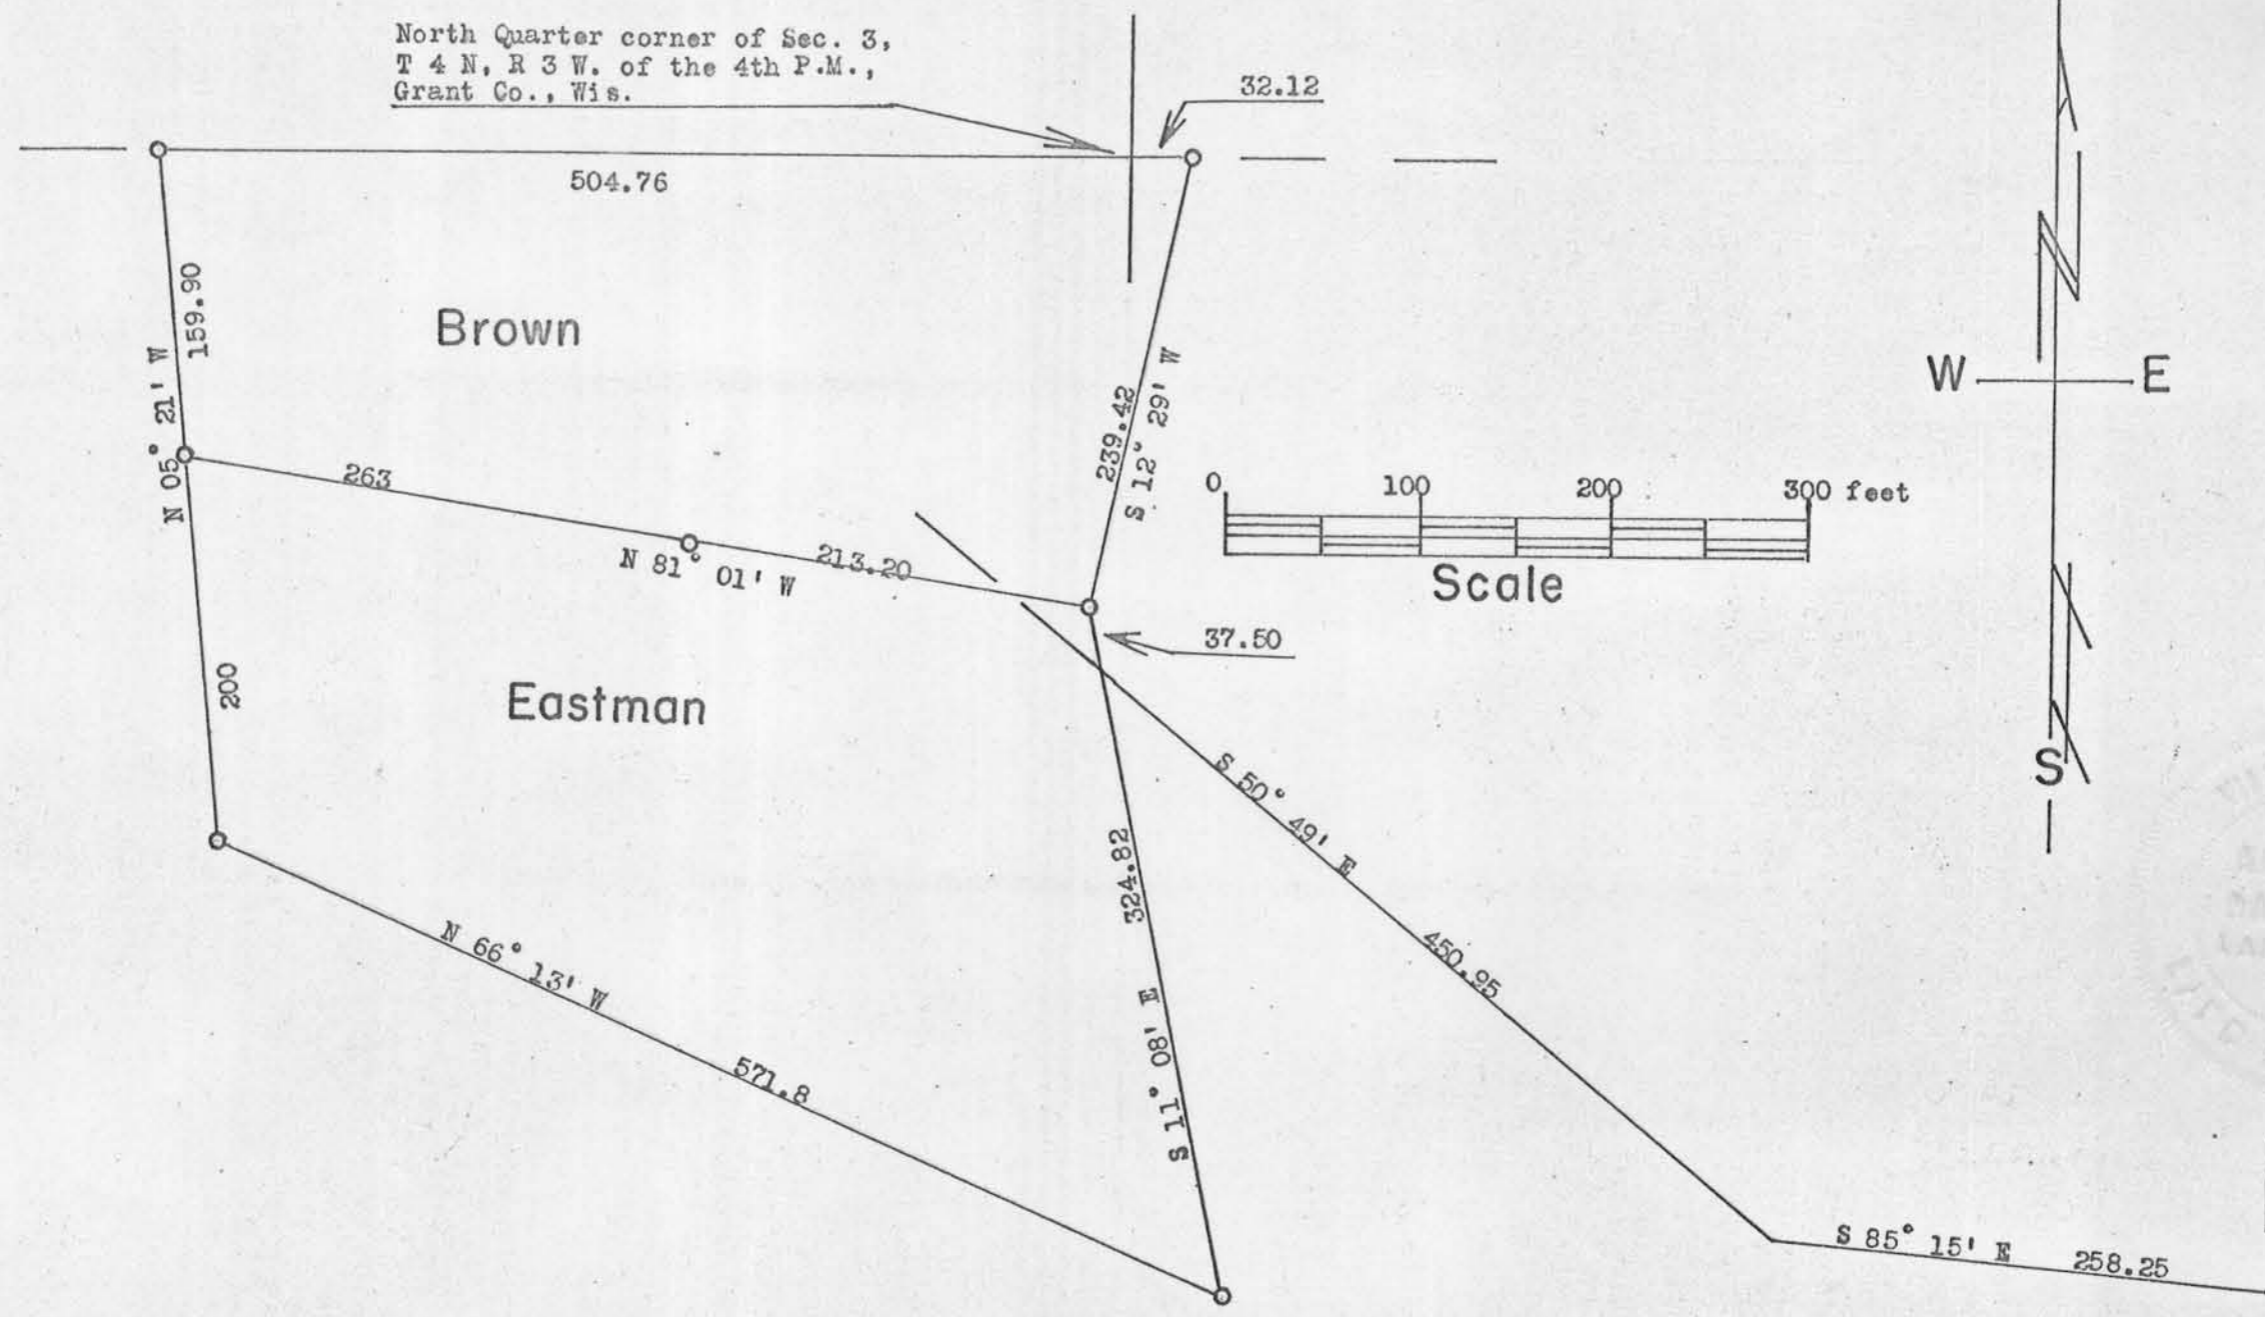 North Quarter corner of Sec. 3,
T 4 N, R 3 W. of the 4th P.M.,
Grant Co., Wis.
32.12
504.76
159.90
N 05° 21' W
Brown
239.42
S 12° 29' W
W
E
263
N 81° 01' W
213.20
0
100
200
300 feet
Scale
37.50
200
Eastman
S
S 50° 49' E
450.95
324.82
S 11° 08' E
N 66° 13' W
571.8
S 85° 15' E
258.25